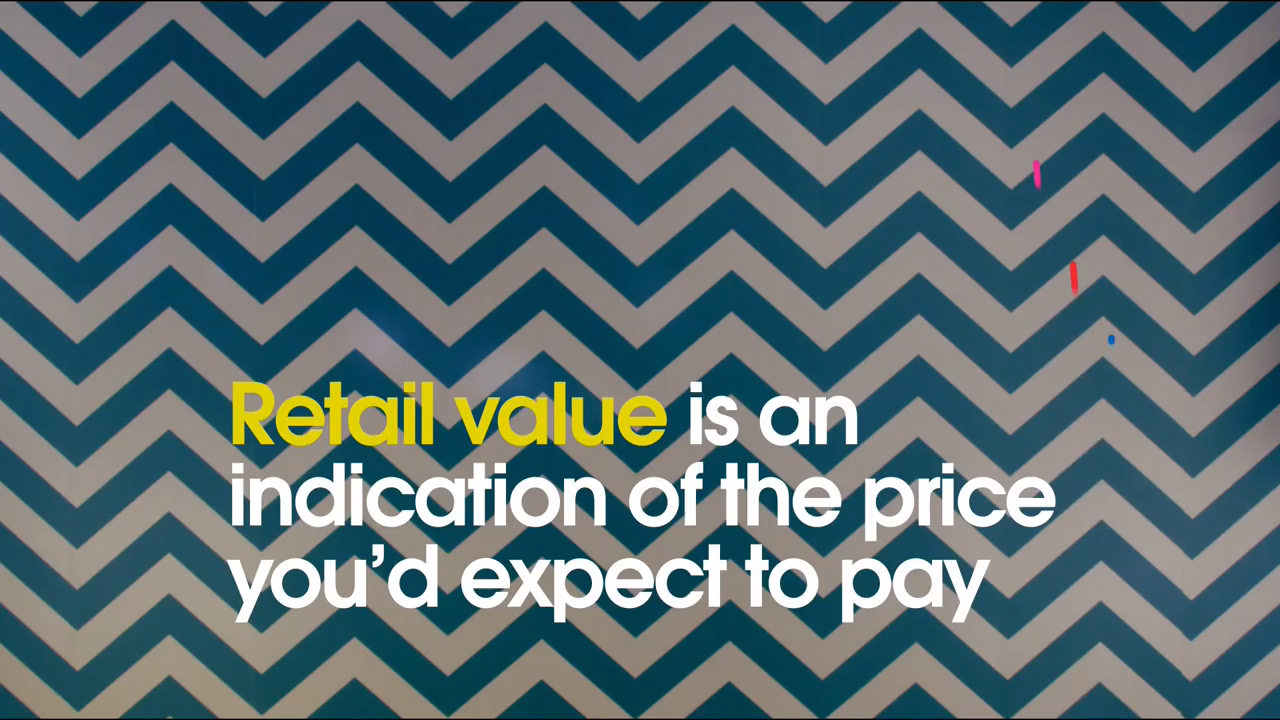 Retail value is an
indication of the price
you’d expect to pay